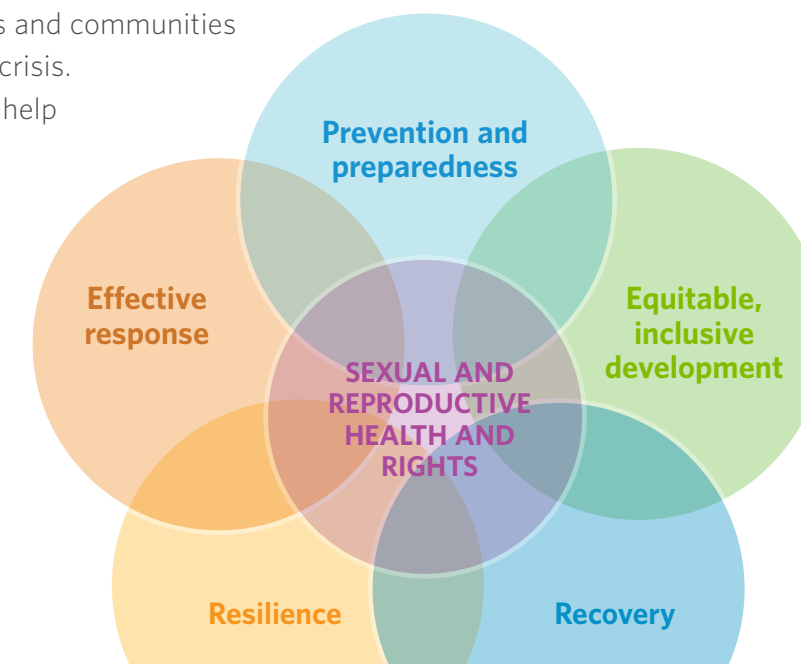 s and communities
crisis.
help
Prevention and
preparedness
Effective
response
Equitable,
inclusive
development
SEXUAL AND
REPRODUCTIVE
HEALTH AND
RIGHTS
Resilience
Recovery